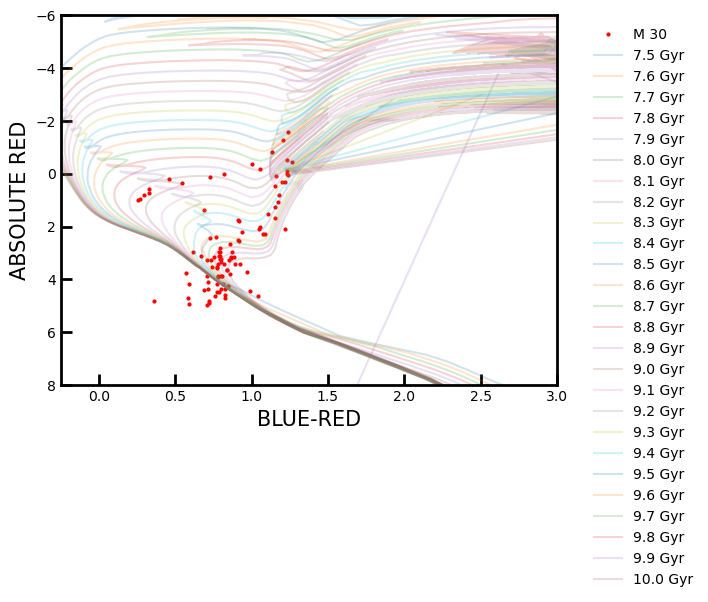 −6
−4
−2
0
2
4
6
8
ABSOLUTE RED
0.0 0.5 1.0 1.5 2.0 2.5 3.0
BLUE-RED
M 30
7.5 Gyr
7.6 Gyr
7.7 Gyr
7.8 Gyr
7.9 Gyr
8.0 Gyr
8.1 Gyr
8.2 Gyr
8.3 Gyr
8.4 Gyr
8.5 Gyr
8.6 Gyr
8.7 Gyr
8.8 Gyr
8.9 Gyr
9.0 Gyr
9.1 Gyr
9.2 Gyr
9.3 Gyr
9.4 Gyr
9.5 Gyr
9.6 Gyr
9.7 Gyr
9.8 Gyr
9.9 Gyr
10.0 Gyr